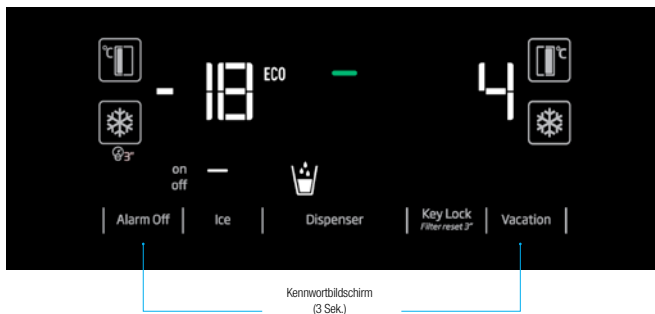 °C
°C
-18 ECO
4
3"
on
off
Alarm Off
Ice
Dispenser
Key Lock
Filter reset 3"
Vacation
Kennwortbildschirm
(3 Sek.)